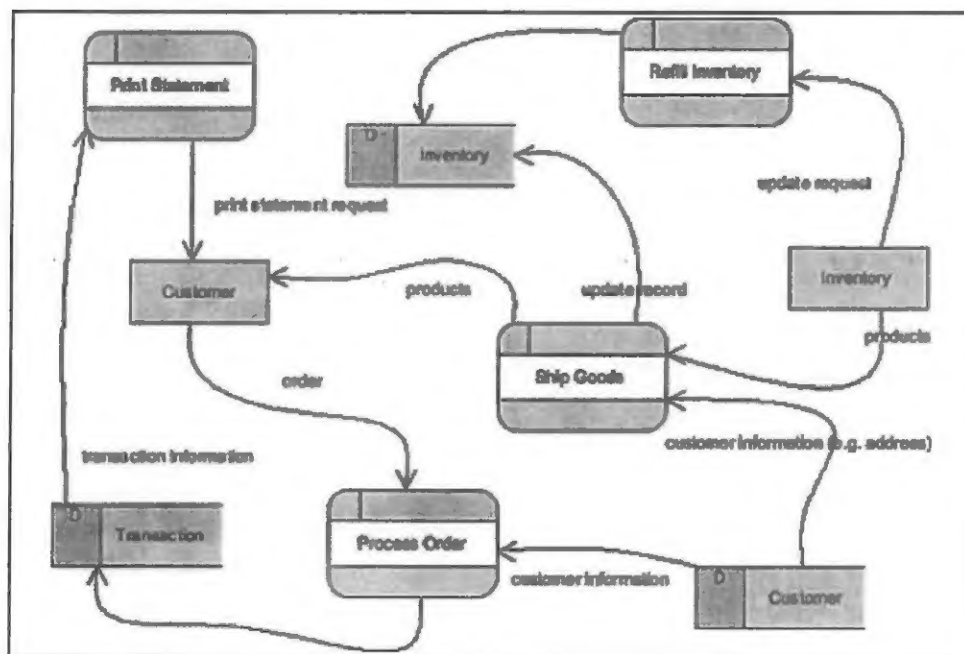 Print Statement
Refill Inventory
D
Inventory
update request
print statement request
Customer
products
update record
Inventory
products
Ship Goods
order
customer information (e.g. address)
transaction information
D
Transaction
Process Order
customer information
D
Customer